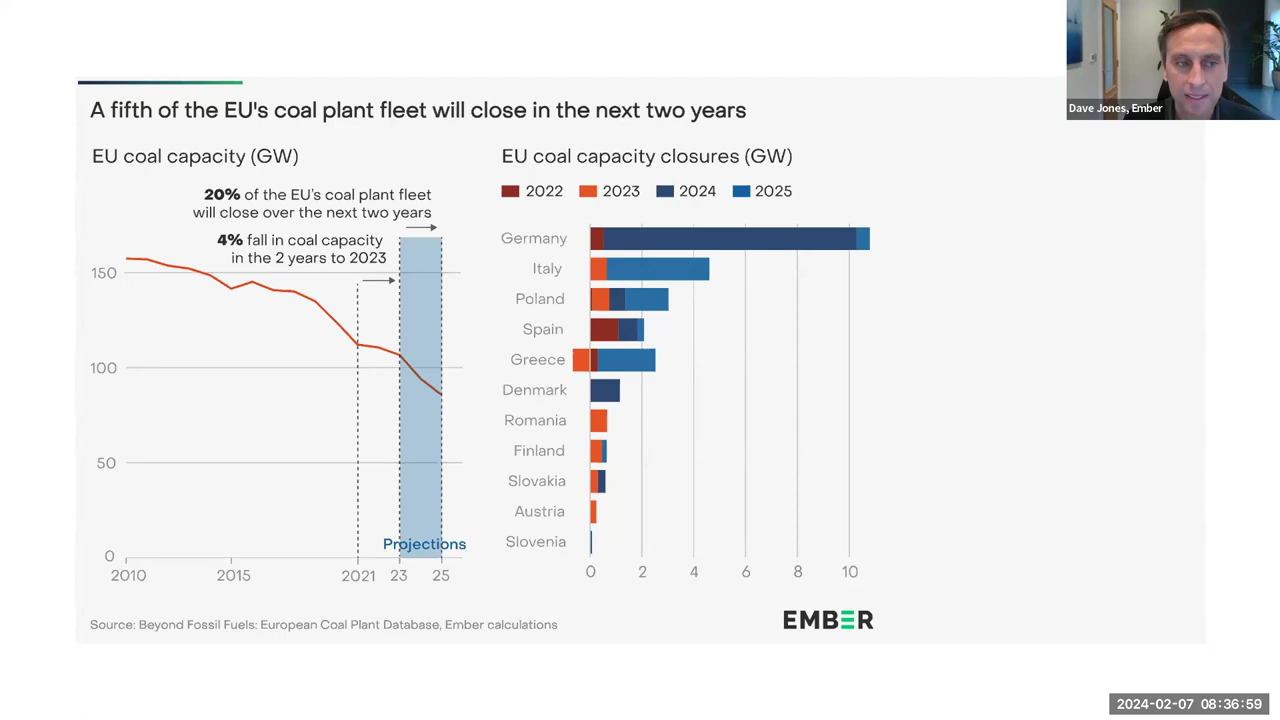 Dave Jones, Ember
A fifth of the EU's coal plant fleet will close in the next two years
EU coal capacity (GW)
20% of the EU's coal plant fleet
will close over the next two years
4% fall in coal capacity
in the 2 years to 2023
150
100
50
0
Projections
2010
2015
2021
23
25
EU coal capacity closures (GW)
2022
2023
2024
2025
Germany
Italy
Poland
Spain
Greece
Denmark
Romania
Finland
Slovakia
Austria
Slovenia
0
2
4
6
8
10
Source: Beyond Fossil Fuels: European Coal Plant Database, Ember calculations
EMBER
2024-02-07 08:36:59